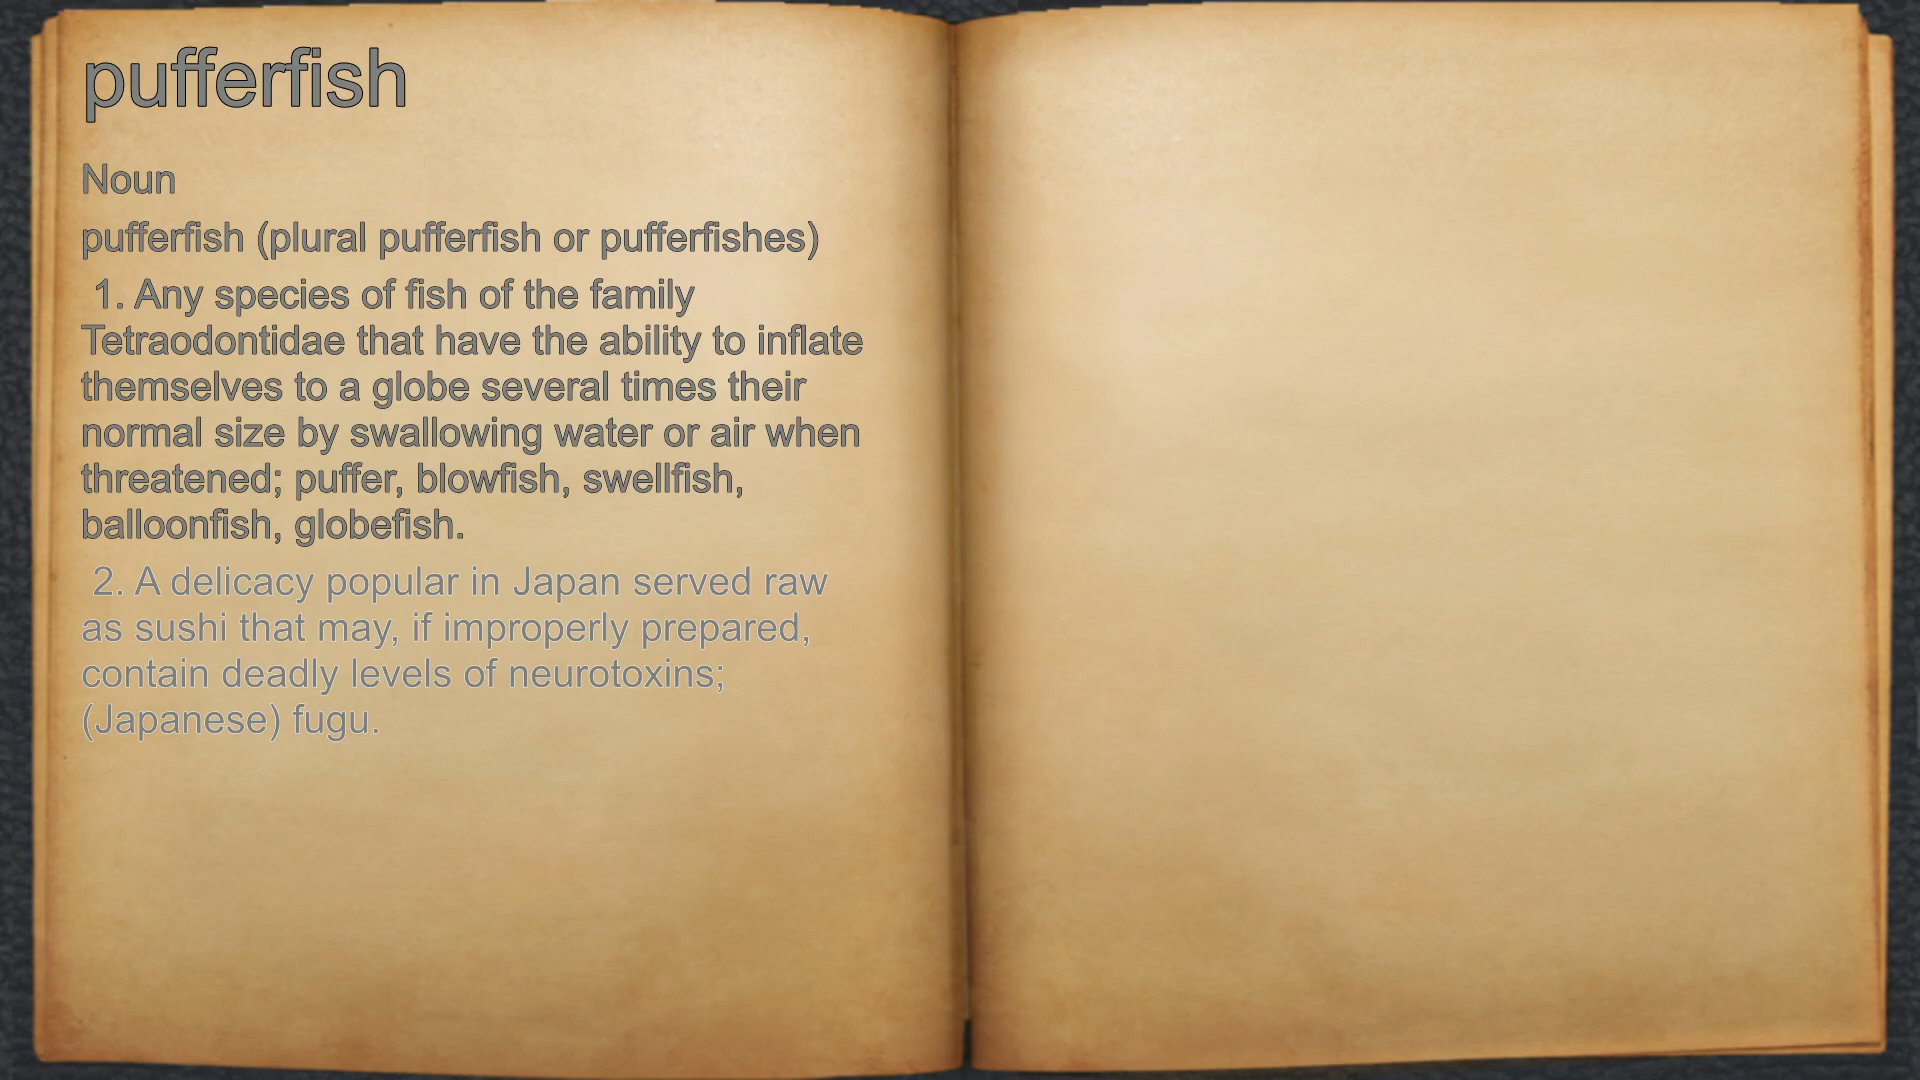 pufferfish
Noun
pufferfish (plural pufferfish or pufferfishes)
1. Any species of fish of the family
Tetraodontidae that have the ability to inflate
themselves to a globe several times their
normal size by swallowing water or air when
threatened; puffer, blowfish, swellfish,
balloonfish, globefish.
2. A delicacy popular in Japan served raw
as sushi that may, if improperly prepared,
contain deadly levels of neurotoxins;
(Japanese) fugu.